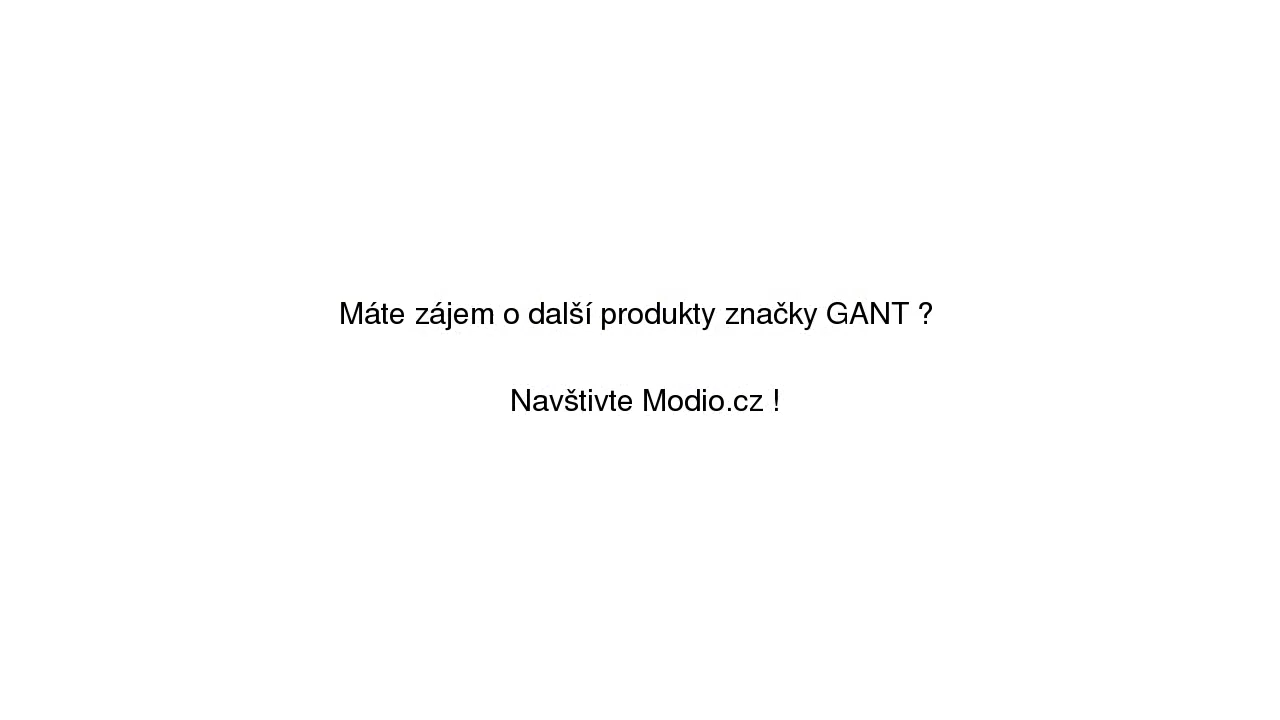 Máte zájem o další produkty značky GANT ?
Navštivte Modio.cz !